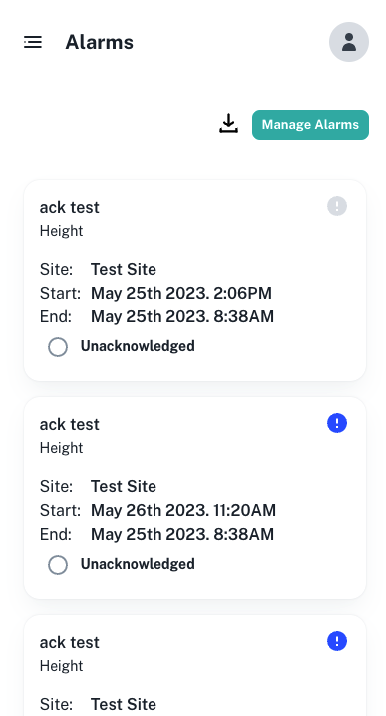 Alarms
Manage Alarms
ack test
Height
Site: Test Site
Start: May 25th 2023. 2:06PM
End: May 25th 2023. 8:38AM
Unacknowledged
ack test
Height
Site: Test Site
Start: May 26th 2023. 11:20AM
End: May 25th 2023. 8:38AM
Unacknowledged
ack test
Height
Site: Test Site